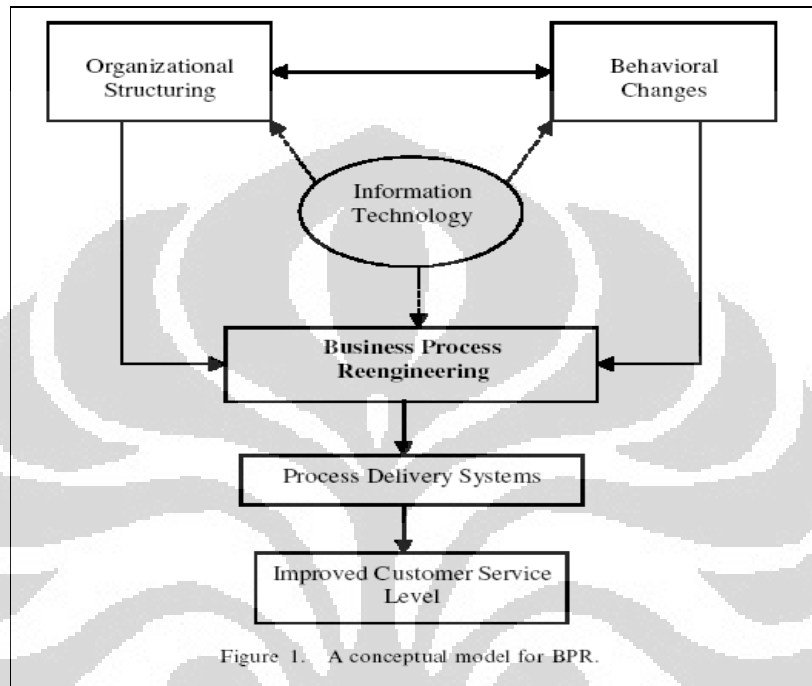 Organizational
Structuring
Behavioral
Changes
Information
Technology
Business Process
Reengineering
Process Delivery Systems
Improved Customer Service
Level
Figure 1. A conceptual model for BPR.